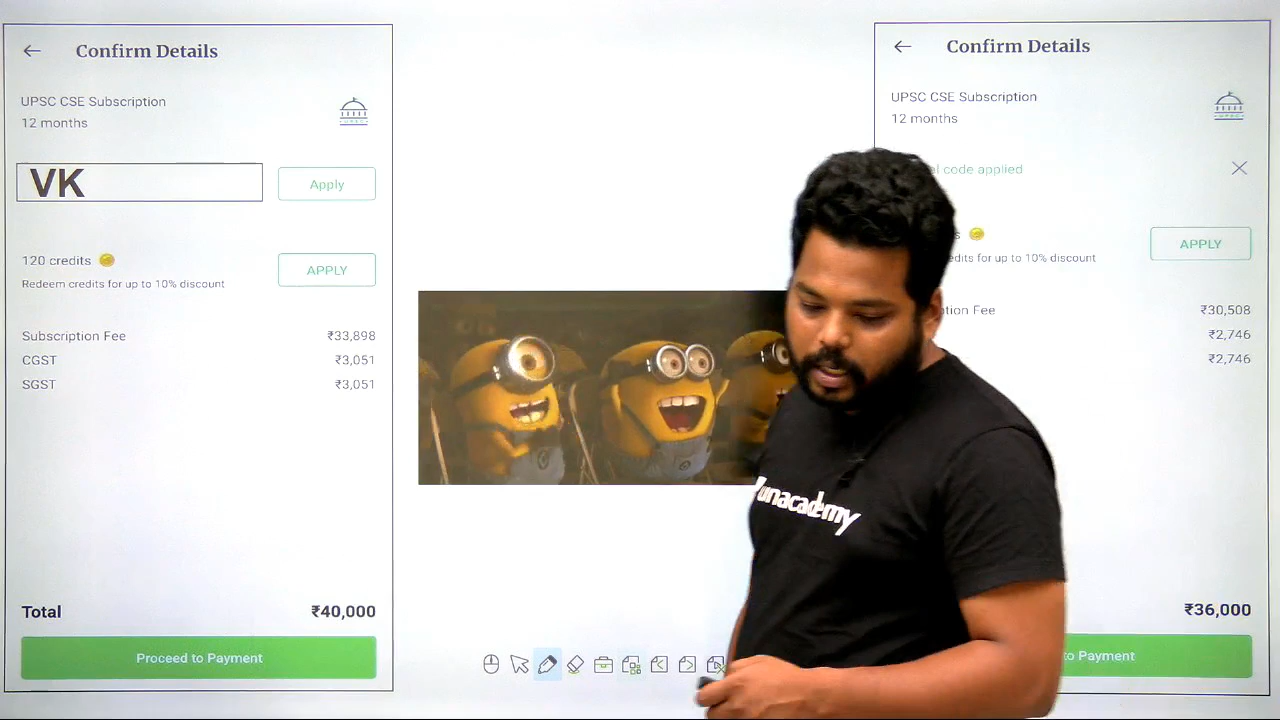 Confirm Details
UPSC CSE Subscription
12 months
VK
Apply
120 credits
APPLY
Redeem credits for up to 10% discount
Subscription Fee ₹33,898
CGST ₹3,051
SGST ₹3,051
Total ₹40,000
Proceed to Payment
Confirm Details
UPSC CSE Subscription
12 months
code applied
APPLY
for up to 10% discount
Fee ₹30,508
₹2,746
₹2,746
₹36,000
to Payment
unacademy